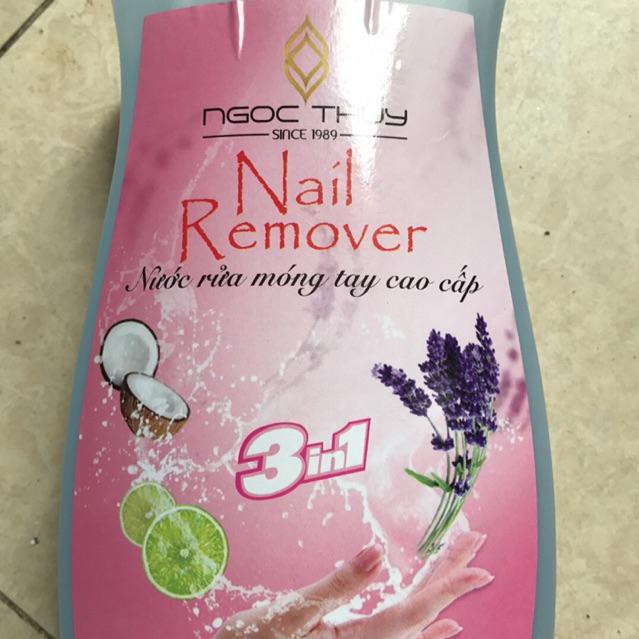 NGOC THUY
SINCE 1989
Nail
Remover
Nước rửa móng tay cao cấp
3in1